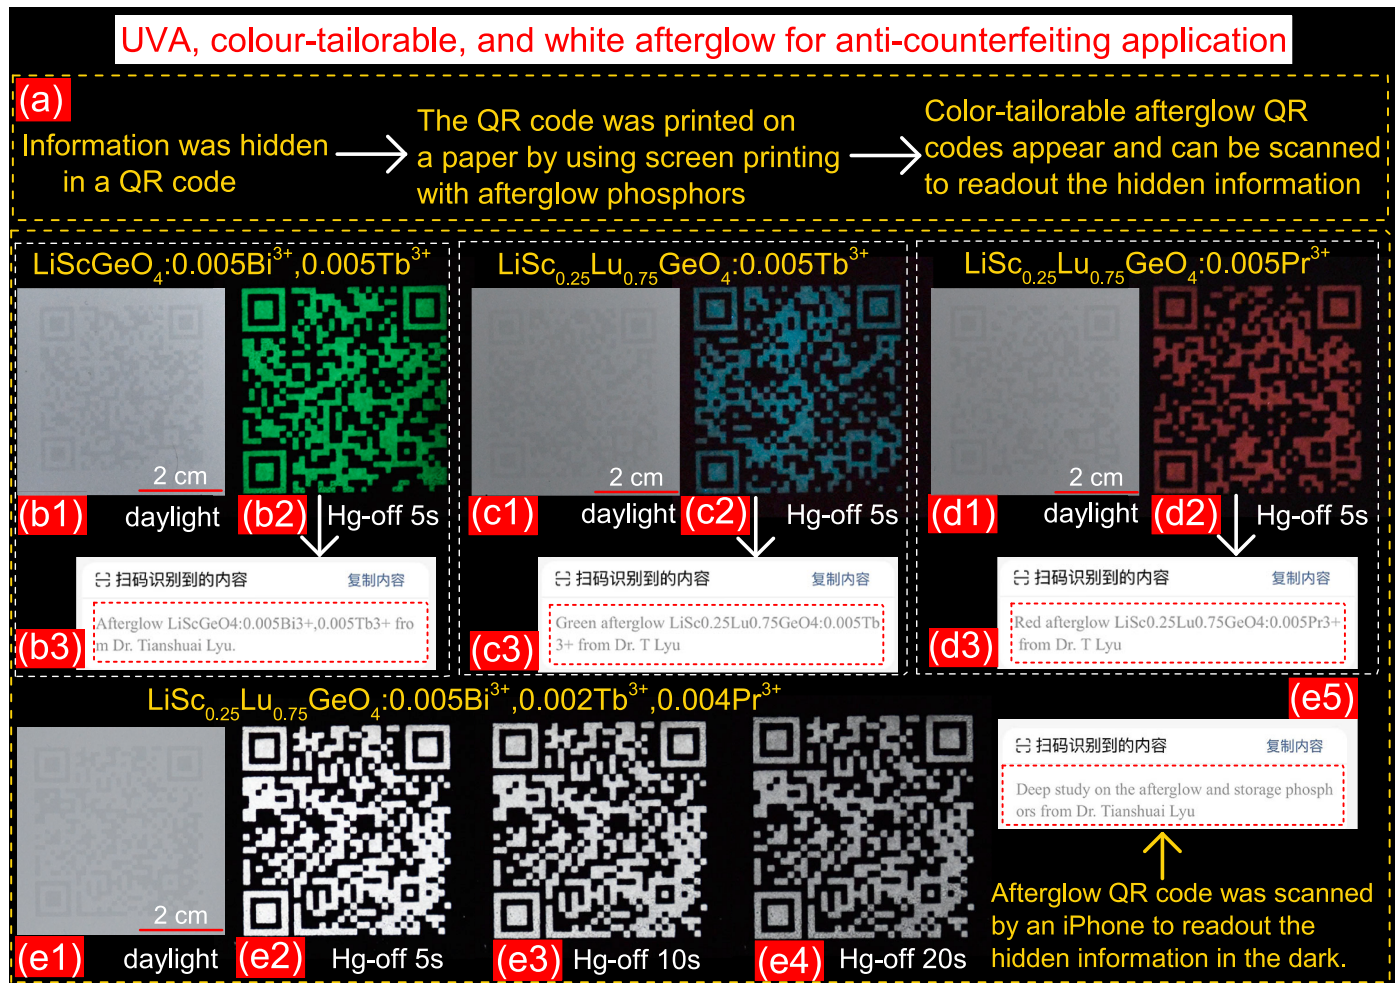 UVA, colour-tailorable, and white afterglow for anti-counterfeiting application
(a)
Information was hidden
in a QR code
The QR code was printed on
a paper by using screen printing
with afterglow phosphors
Color-tailorable afterglow QR
codes appear and can be scanned
to readout the hidden information
LiScGeO₄:0.005Bi³⁺,0.005Tb³⁺
2 cm
(b1)
daylight
(b2)
Hg-off 5s
扫码识别到的内容 复制内容
Afterglow LiScGeO4:0.005Bi3+,0.005Tb3+ fro
m Dr. Tianshuai Lyu.
(b3)
LiSc₀.₂₅Lu₀.₇₅GeO₄:0.005Tb³⁺
2 cm
(c1)
daylight
(c2)
Hg-off 5s
扫码识别到的内容 复制内容
Green afterglow LiSc0.25Lu0.75GeO4:0.005Tb
3+ from Dr. T Lyu
(c3)
LiSc₀.₂₅Lu₀.₇₅GeO₄:0.005Pr³⁺
2 cm
(d1)
daylight
(d2)
Hg-off 5s
扫码识别到的内容 复制内容
Red afterglow LiSc0.25Lu0.75GeO4:0.005Pr3+
from Dr. T Lyu
(d3)
LiSc₀.₂₅Lu₀.₇₅GeO₄:0.005Bi³⁺,0.002Tb³⁺,0.004Pr³⁺
2 cm
(e1)
daylight
(e2)
Hg-off 5s
(e3)
Hg-off 10s
(e4)
Hg-off 20s
(e5)
扫码识别到的内容 复制内容
Deep study on the afterglow and storage phosph
ors from Dr. Tianshuai Lyu
Afterglow QR code was scanned
by an iPhone to readout the
hidden information in the dark.